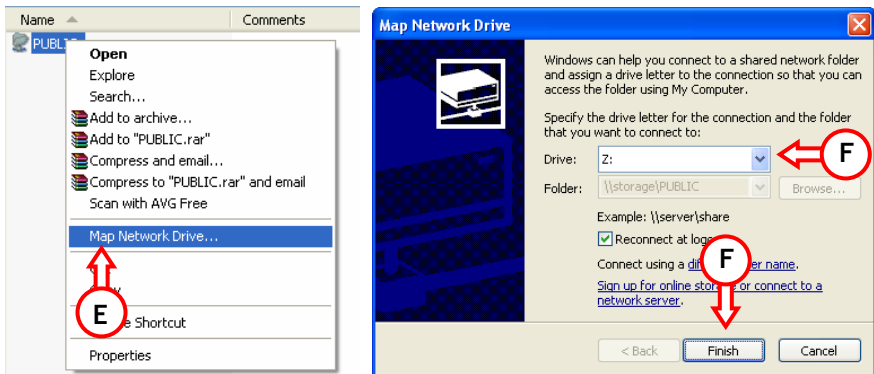 Name Comments
PUBLIC
Open
Explore
Search...
Add to archive...
Add to "PUBLIC.rar"
Compress and email...
Compress to "PUBLIC.rar" and email
Scan with AVG Free
Map Network Drive...
E
Shortcut
Properties
Map Network Drive
Windows can help you connect to a shared network folder
and assign a drive letter to the connection so that you can
access the folder using My Computer.
Specify the drive letter for the connection and the folder
that you want to connect to:
Drive: Z:
F
Folder: \\storage\PUBLIC Browse...
Example: \\server\share
Reconnect at
F
Connect using a name.
Sign up for online or connect to a
network server.
< Back Finish Cancel